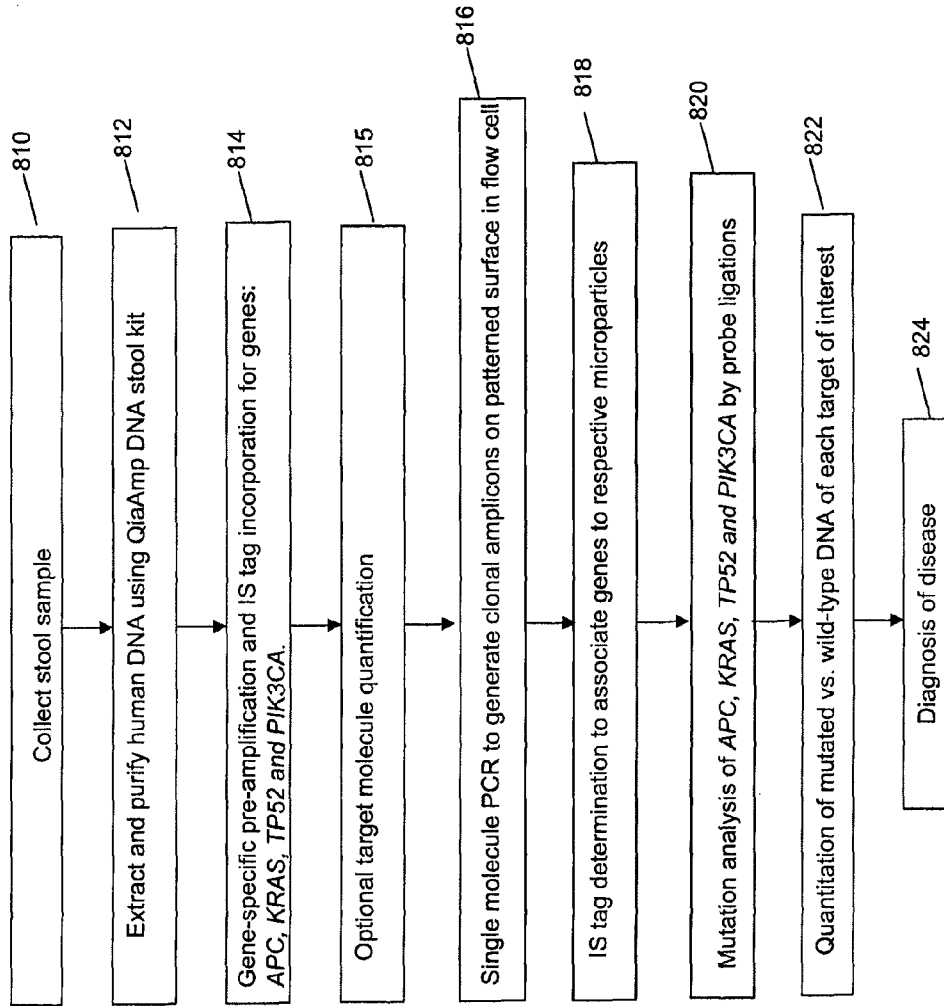 810
Collect stool sample
812
Extract and purify human DNA using QiaAmp DNA stool kit
814
Gene-specific pre-amplification and IS tag incorporation for genes:
APC, KRAS, TP52 and PIK3CA.
815
Optional target molecule quantification
816
Single molecule PCR to generate clonal amplicons on patterned surface in flow cell
818
IS tag determination to associate genes to respective microparticles
820
Mutation analysis of APC, KRAS, TP52 and PIK3CA by probe ligations
822
Quantitation of mutated vs. wild-type DNA of each target of interest
824
Diagnosis of disease